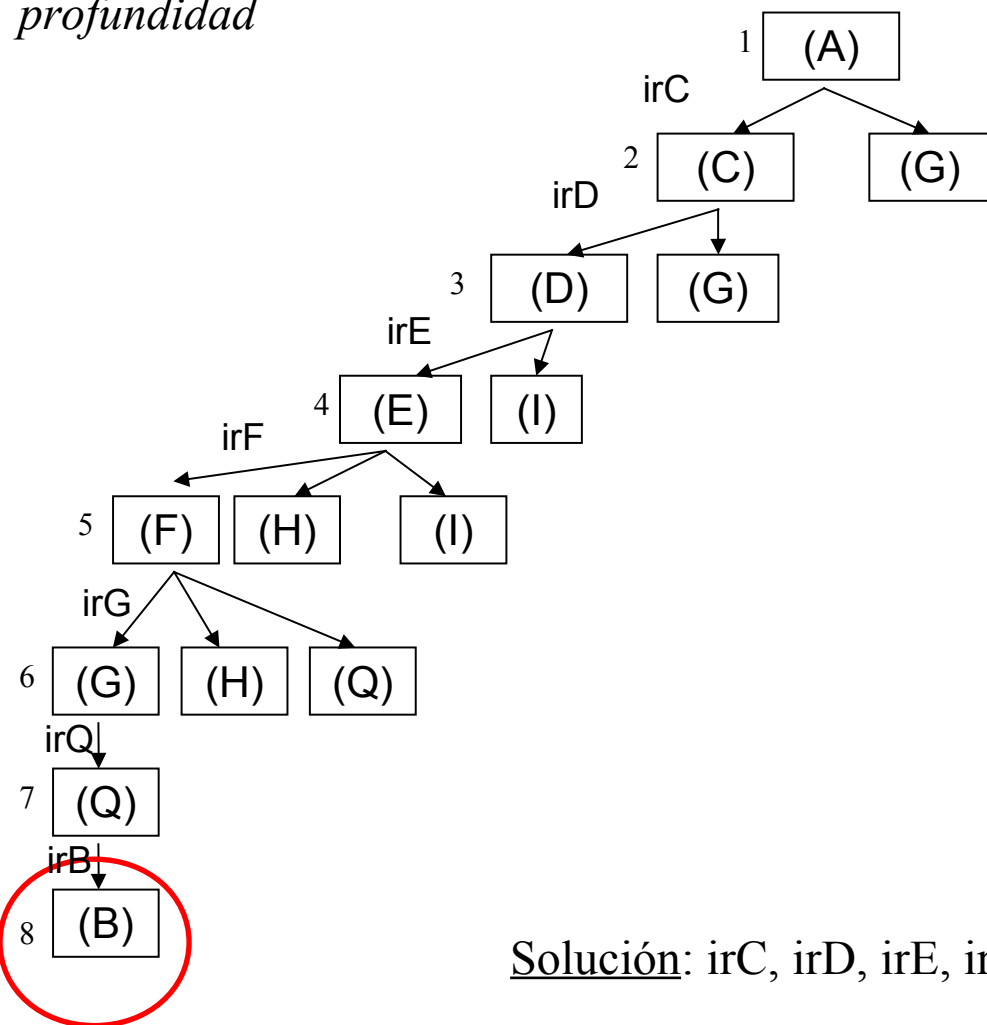 profundidad
1 (A)
irC
2 (C) (G)
irD
3 (D) (G)
irE
4 (E) (I)
irF
5 (F) (H) (I)
irG
6 (G) (H) (Q)
irQ
7 (Q)
irB
8 (B)
Solución: irC, irD, irE, ir